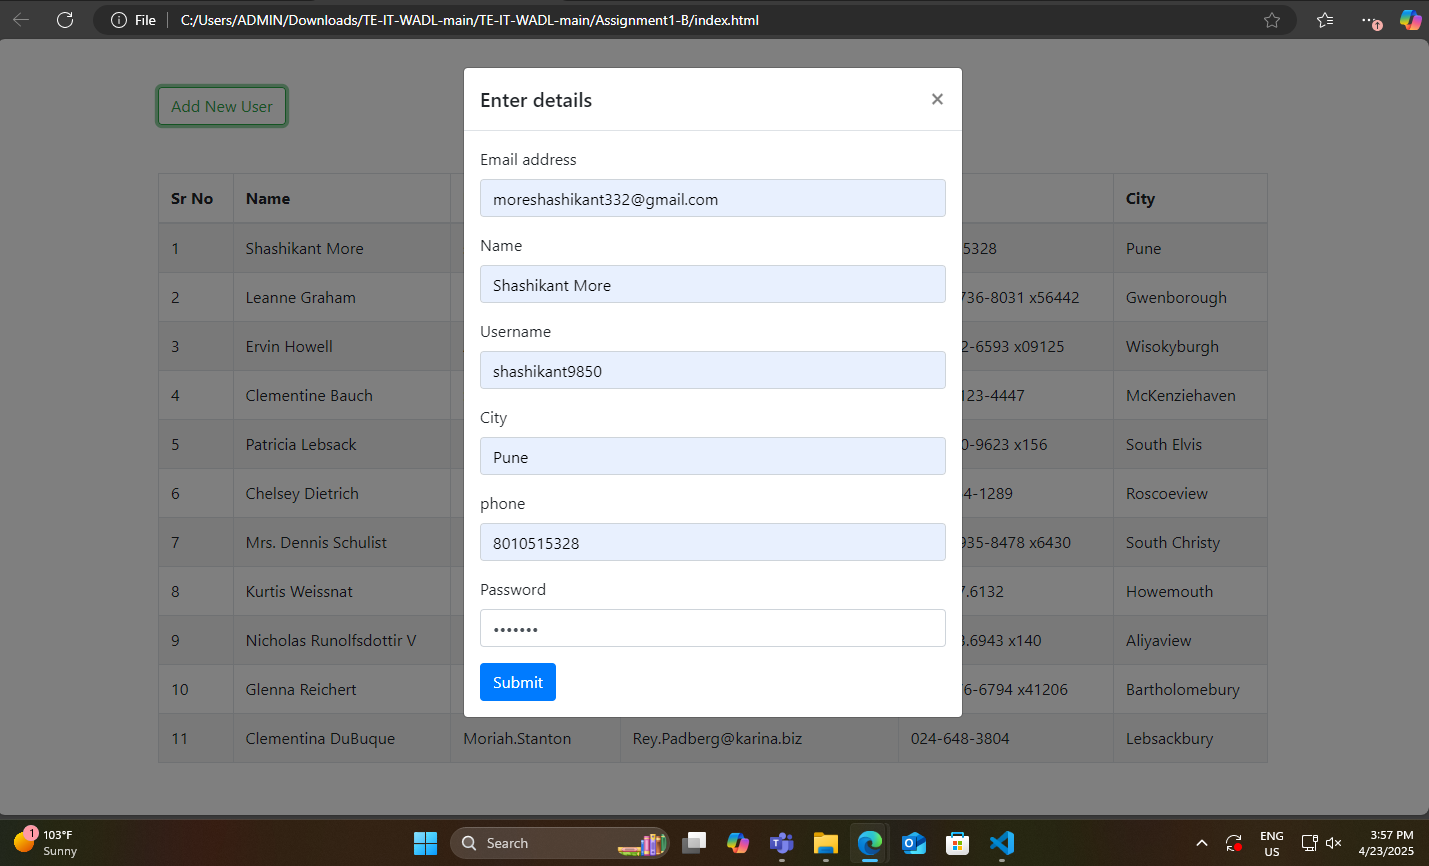 File C:/Users/ADMIN/Downloads/TE-IT-WADL-main/TE-IT-WADL-main/Assignment1-B/index.html
Add New User
Enter details ×
Email address
moreshashikant332@gmail.com
Name
Shashikant More
Username
shashikant9850
City
Pune
phone
8010515328
Password
•••••••
Submit
Sr No Name City
1 Shashikant More 5328 Pune
2 Leanne Graham 736-8031 x56442 Gwenborough
3 Ervin Howell 2-6593 x09125 Wisokyburgh
4 Clementine Bauch 123-4447 McKenziehaven
5 Patricia Lebsack 0-9623 x156 South Elvis
6 Chelsey Dietrich 4-1289 Roscoeview
7 Mrs. Dennis Schulist 935-8478 x6430 South Christy
8 Kurtis Weissnat 7.6132 Howemouth
9 Nicholas Runolfsdottir V .6943 x140 Aliyaview
10 Glenna Reichert 6-6794 x41206 Bartholomebury
11 Clementina DuBuque Moriah.Stanton Rey.Padberg@karina.biz 024-648-3804 Lebsackbury
1 103°F
Sunny
Search
ENG
US
3:57 PM
4/23/2025